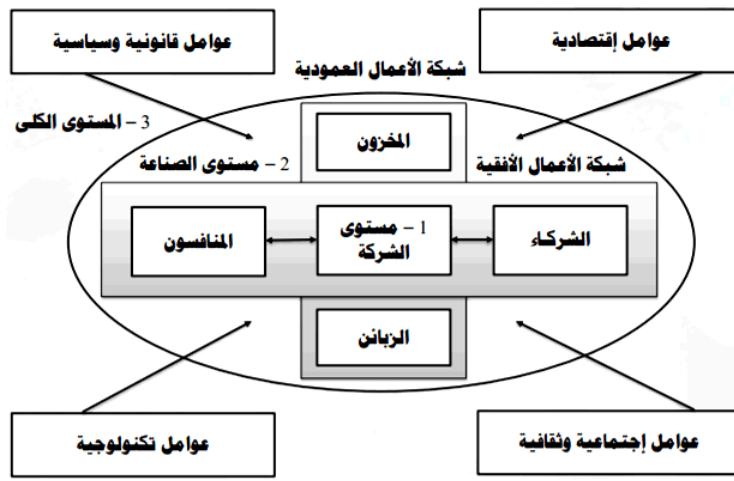 عوامل إقتصادية
عوامل قانونية وسياسية
شبكة الأعمال العمودية
3 – المستوى الكلى
المخزون
شبكة الأعمال الأفقية
2 – مستوى الصناعة
الشركاء
1 – مستوى
الشركة
المنافسون
الزبائن
عوامل إجتماعية وثقافية
عوامل تكنولوجية